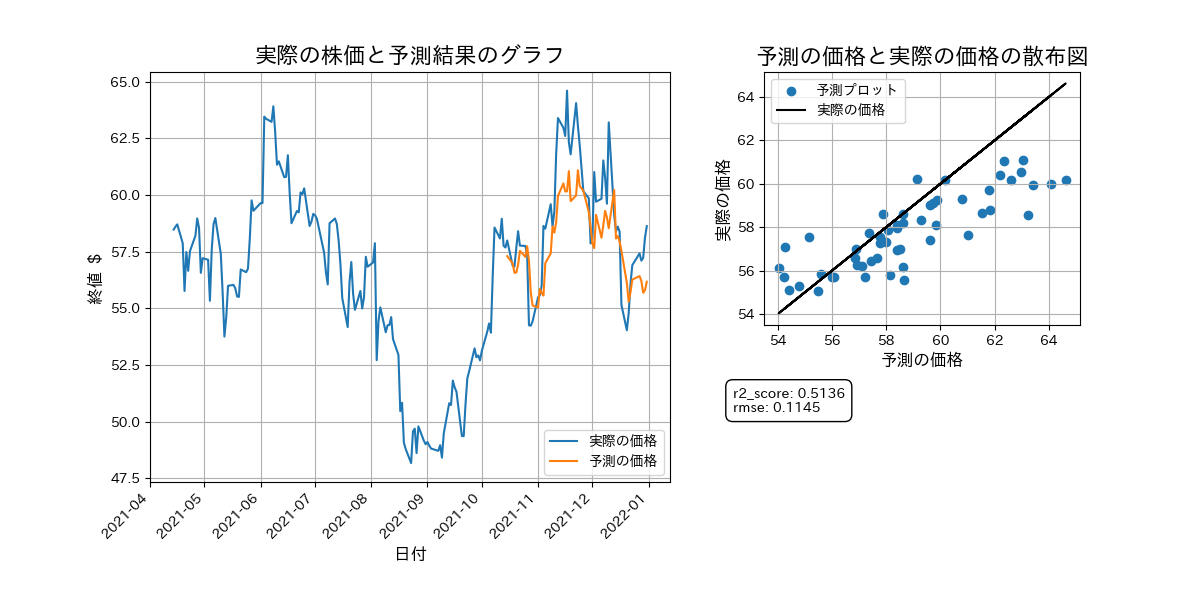 実際の株価と予測結果のグラフ
終値 $
65.0
62.5
60.0
57.5
55.0
52.5
50.0
47.5
2021-04
2021-05
2021-06
2021-07
2021-08
2021-09
2021-10
2021-11
2021-12
2022-01
日付
実際の価格
予測の価格
予測の価格と実際の価格の散布図
実際の価格
64
62
60
58
56
54
54
56
58
60
62
64
予測の価格
予測プロット
実際の価格
r2_score: 0.5136
rmse: 0.1145